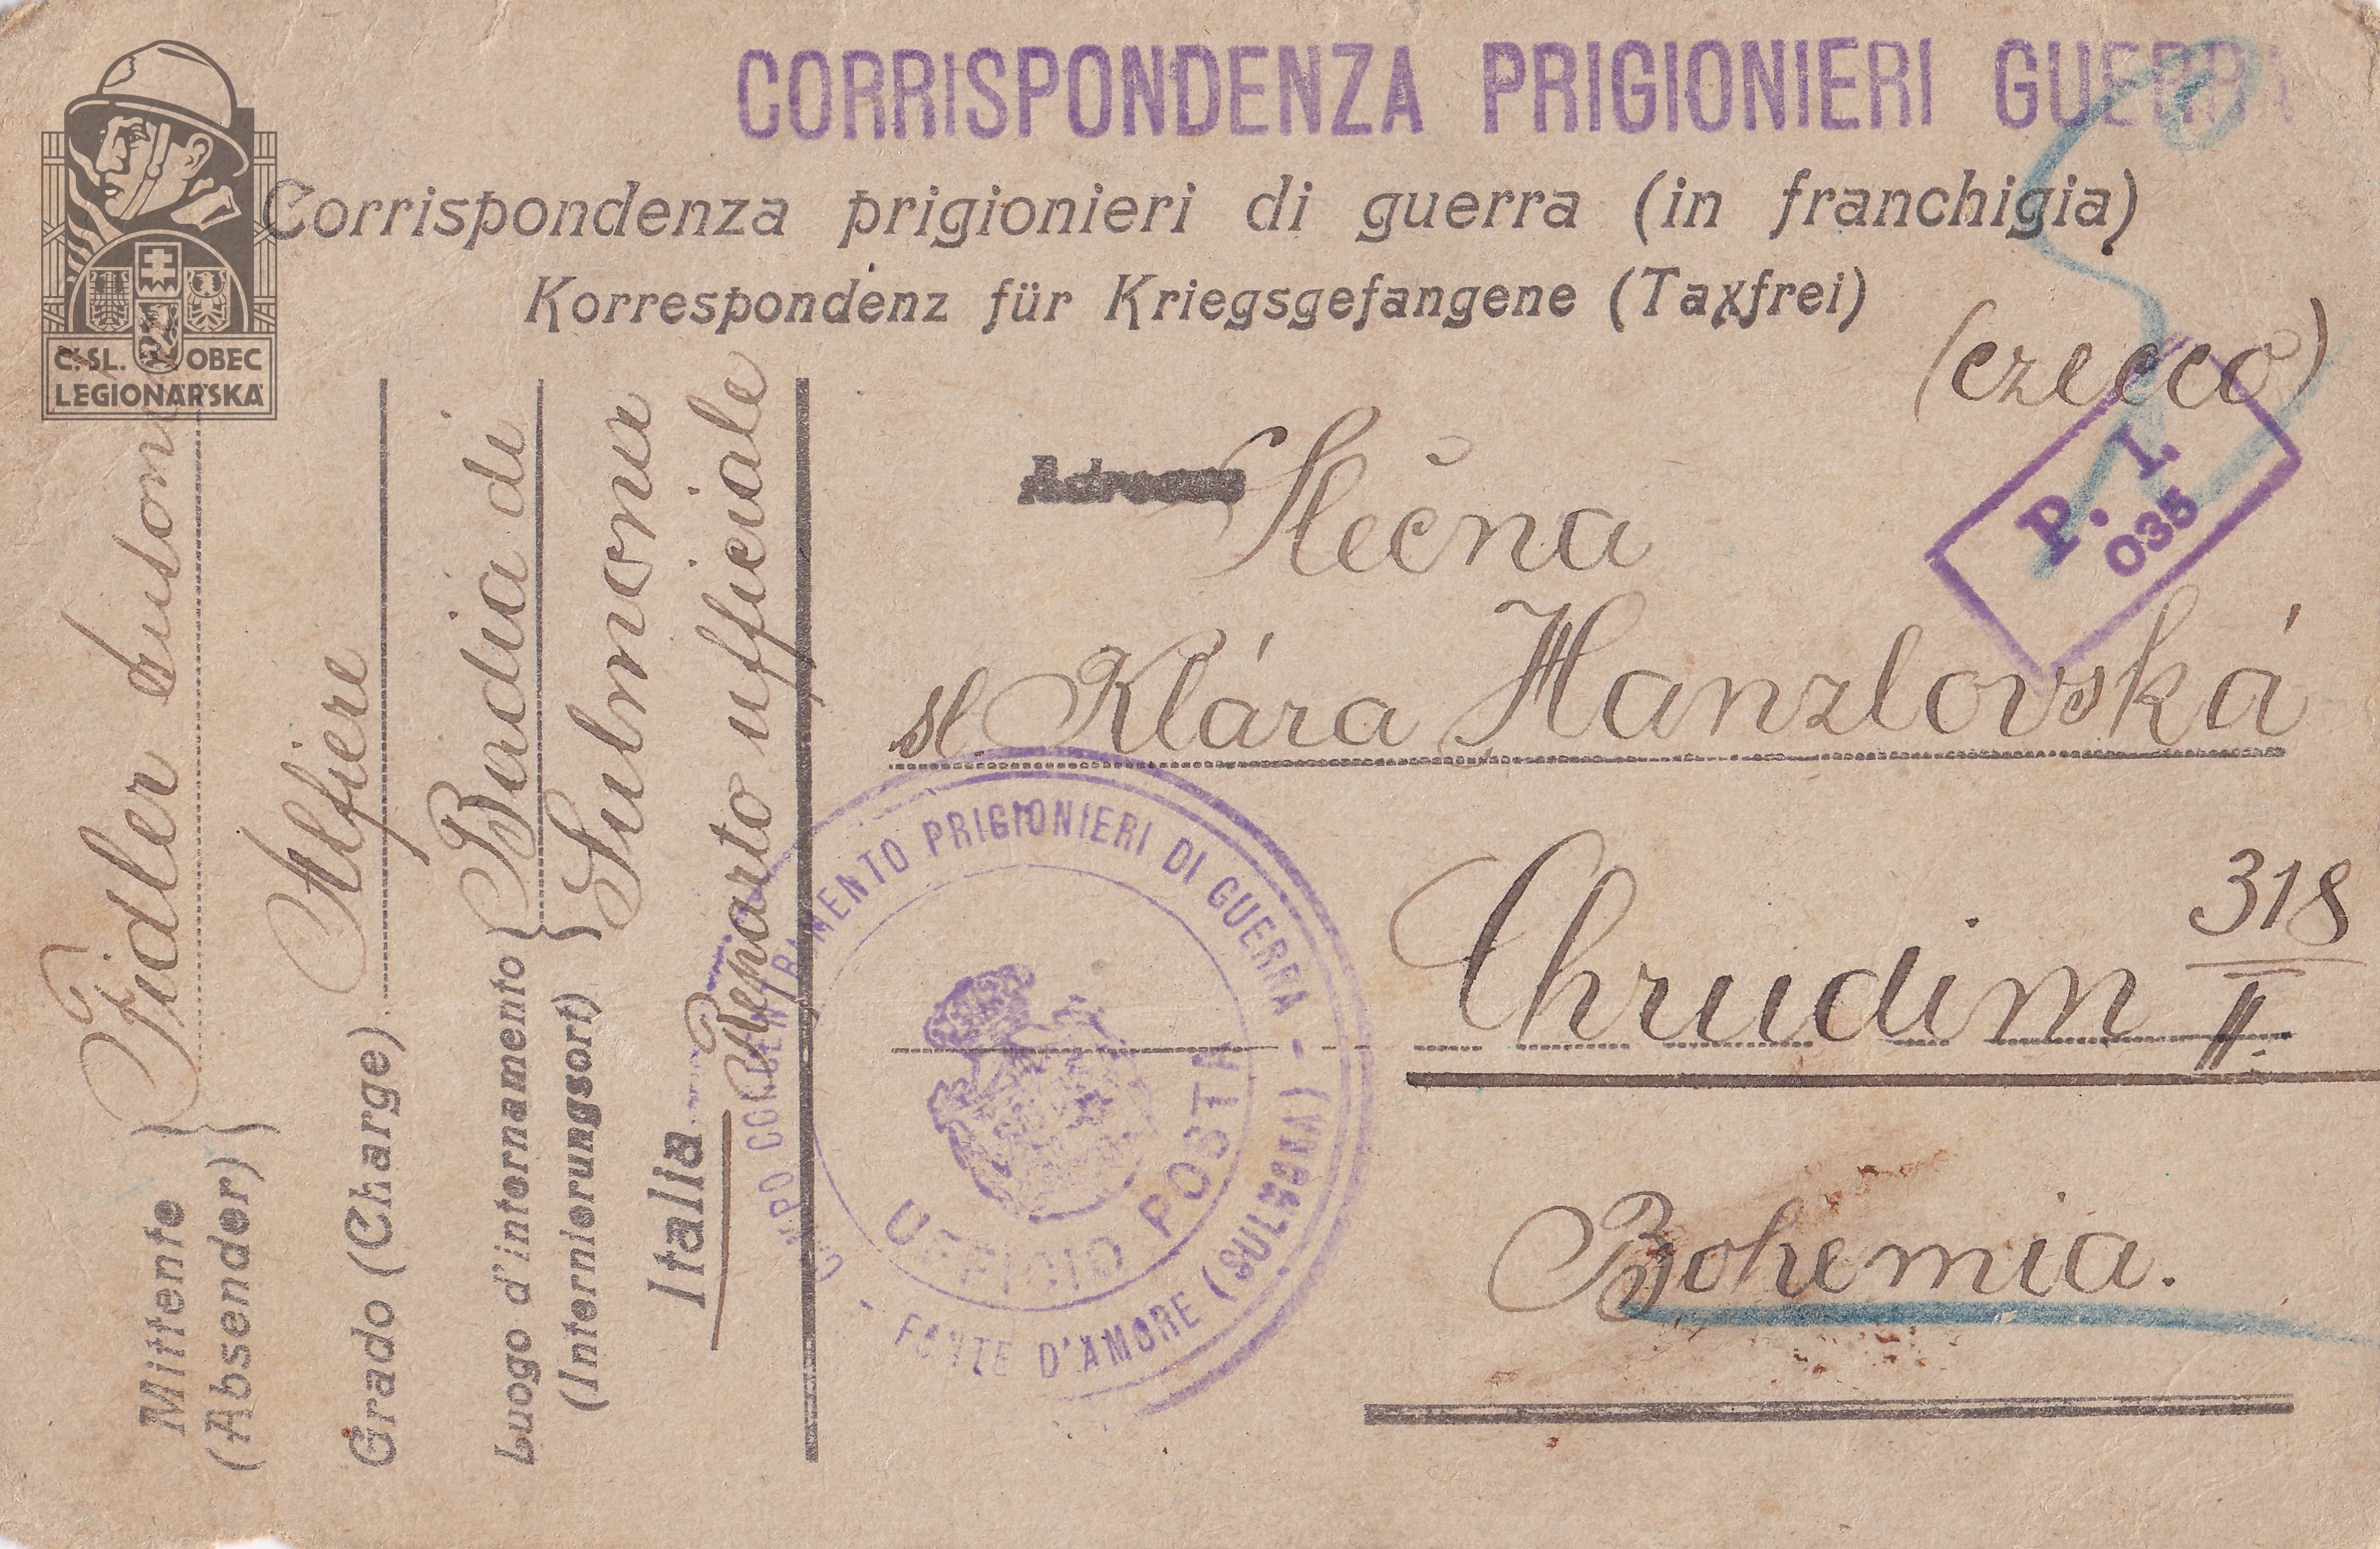 CORRISPONDENZA PRIGIONIERI GUERRA
Corrispondenza prigionieri di guerra (in franchigia)
Korrespondenz für Kriegsgefangene (Taxfrei)
Č. SL. OBEC
LEGIONÁŘSKÁ
(czecco)
P. I.
035
Slečna
sl. Klára Hanzlovská
Chrudim 318
II.
Bohemia.
Mittente
(Absender)
Fidler
Grado (Charge) Alfiere
Luogo d'internamento
(Internierungsort)
Badia di
Sulmona
Italia Reparto ufficiale
CAMPO CONCENTRAMENTO PRIGIONIERI DI GUERRA - FONTE D'AMORE (SULMONA) -
UFFICIO POSTA